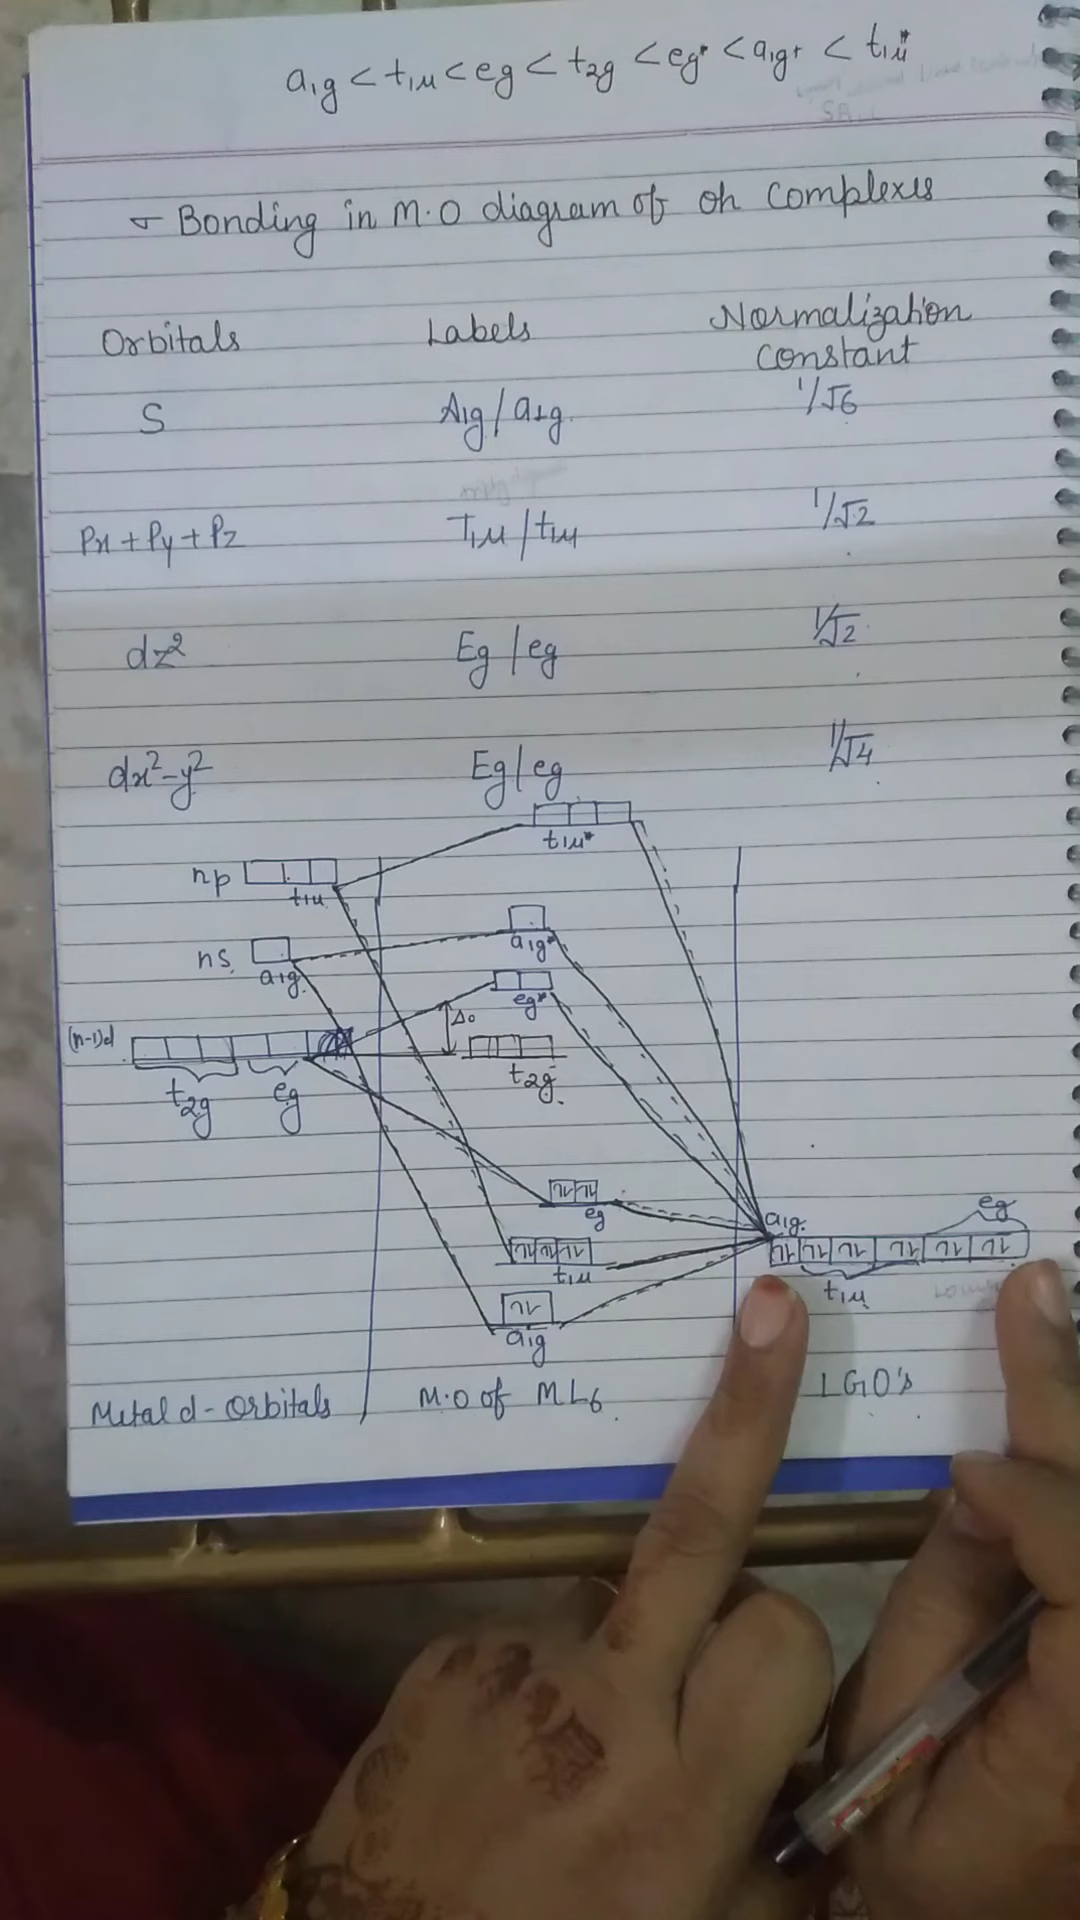 a1g < t1u < eg < t2g < eg* < a1g+ < t1u*
σ - Bonding in M.O diagram of oh complexes
Orbitals Labels Normalization constant
S A1g / a1g 1/√6
Px + Py + Pz T1u / t1u 1/√2
dz² Eg / eg 1/√2
dx²-y² Eg / eg 1/√4
t1u*
np
t1u
a1g*
ns
a1g
eg*
(n-1)d
Δo
t2g
t2g eg
eg
eg
a1g
t1u
t1u
a1g
Metal d-orbitals M.O of ML6 LGO's